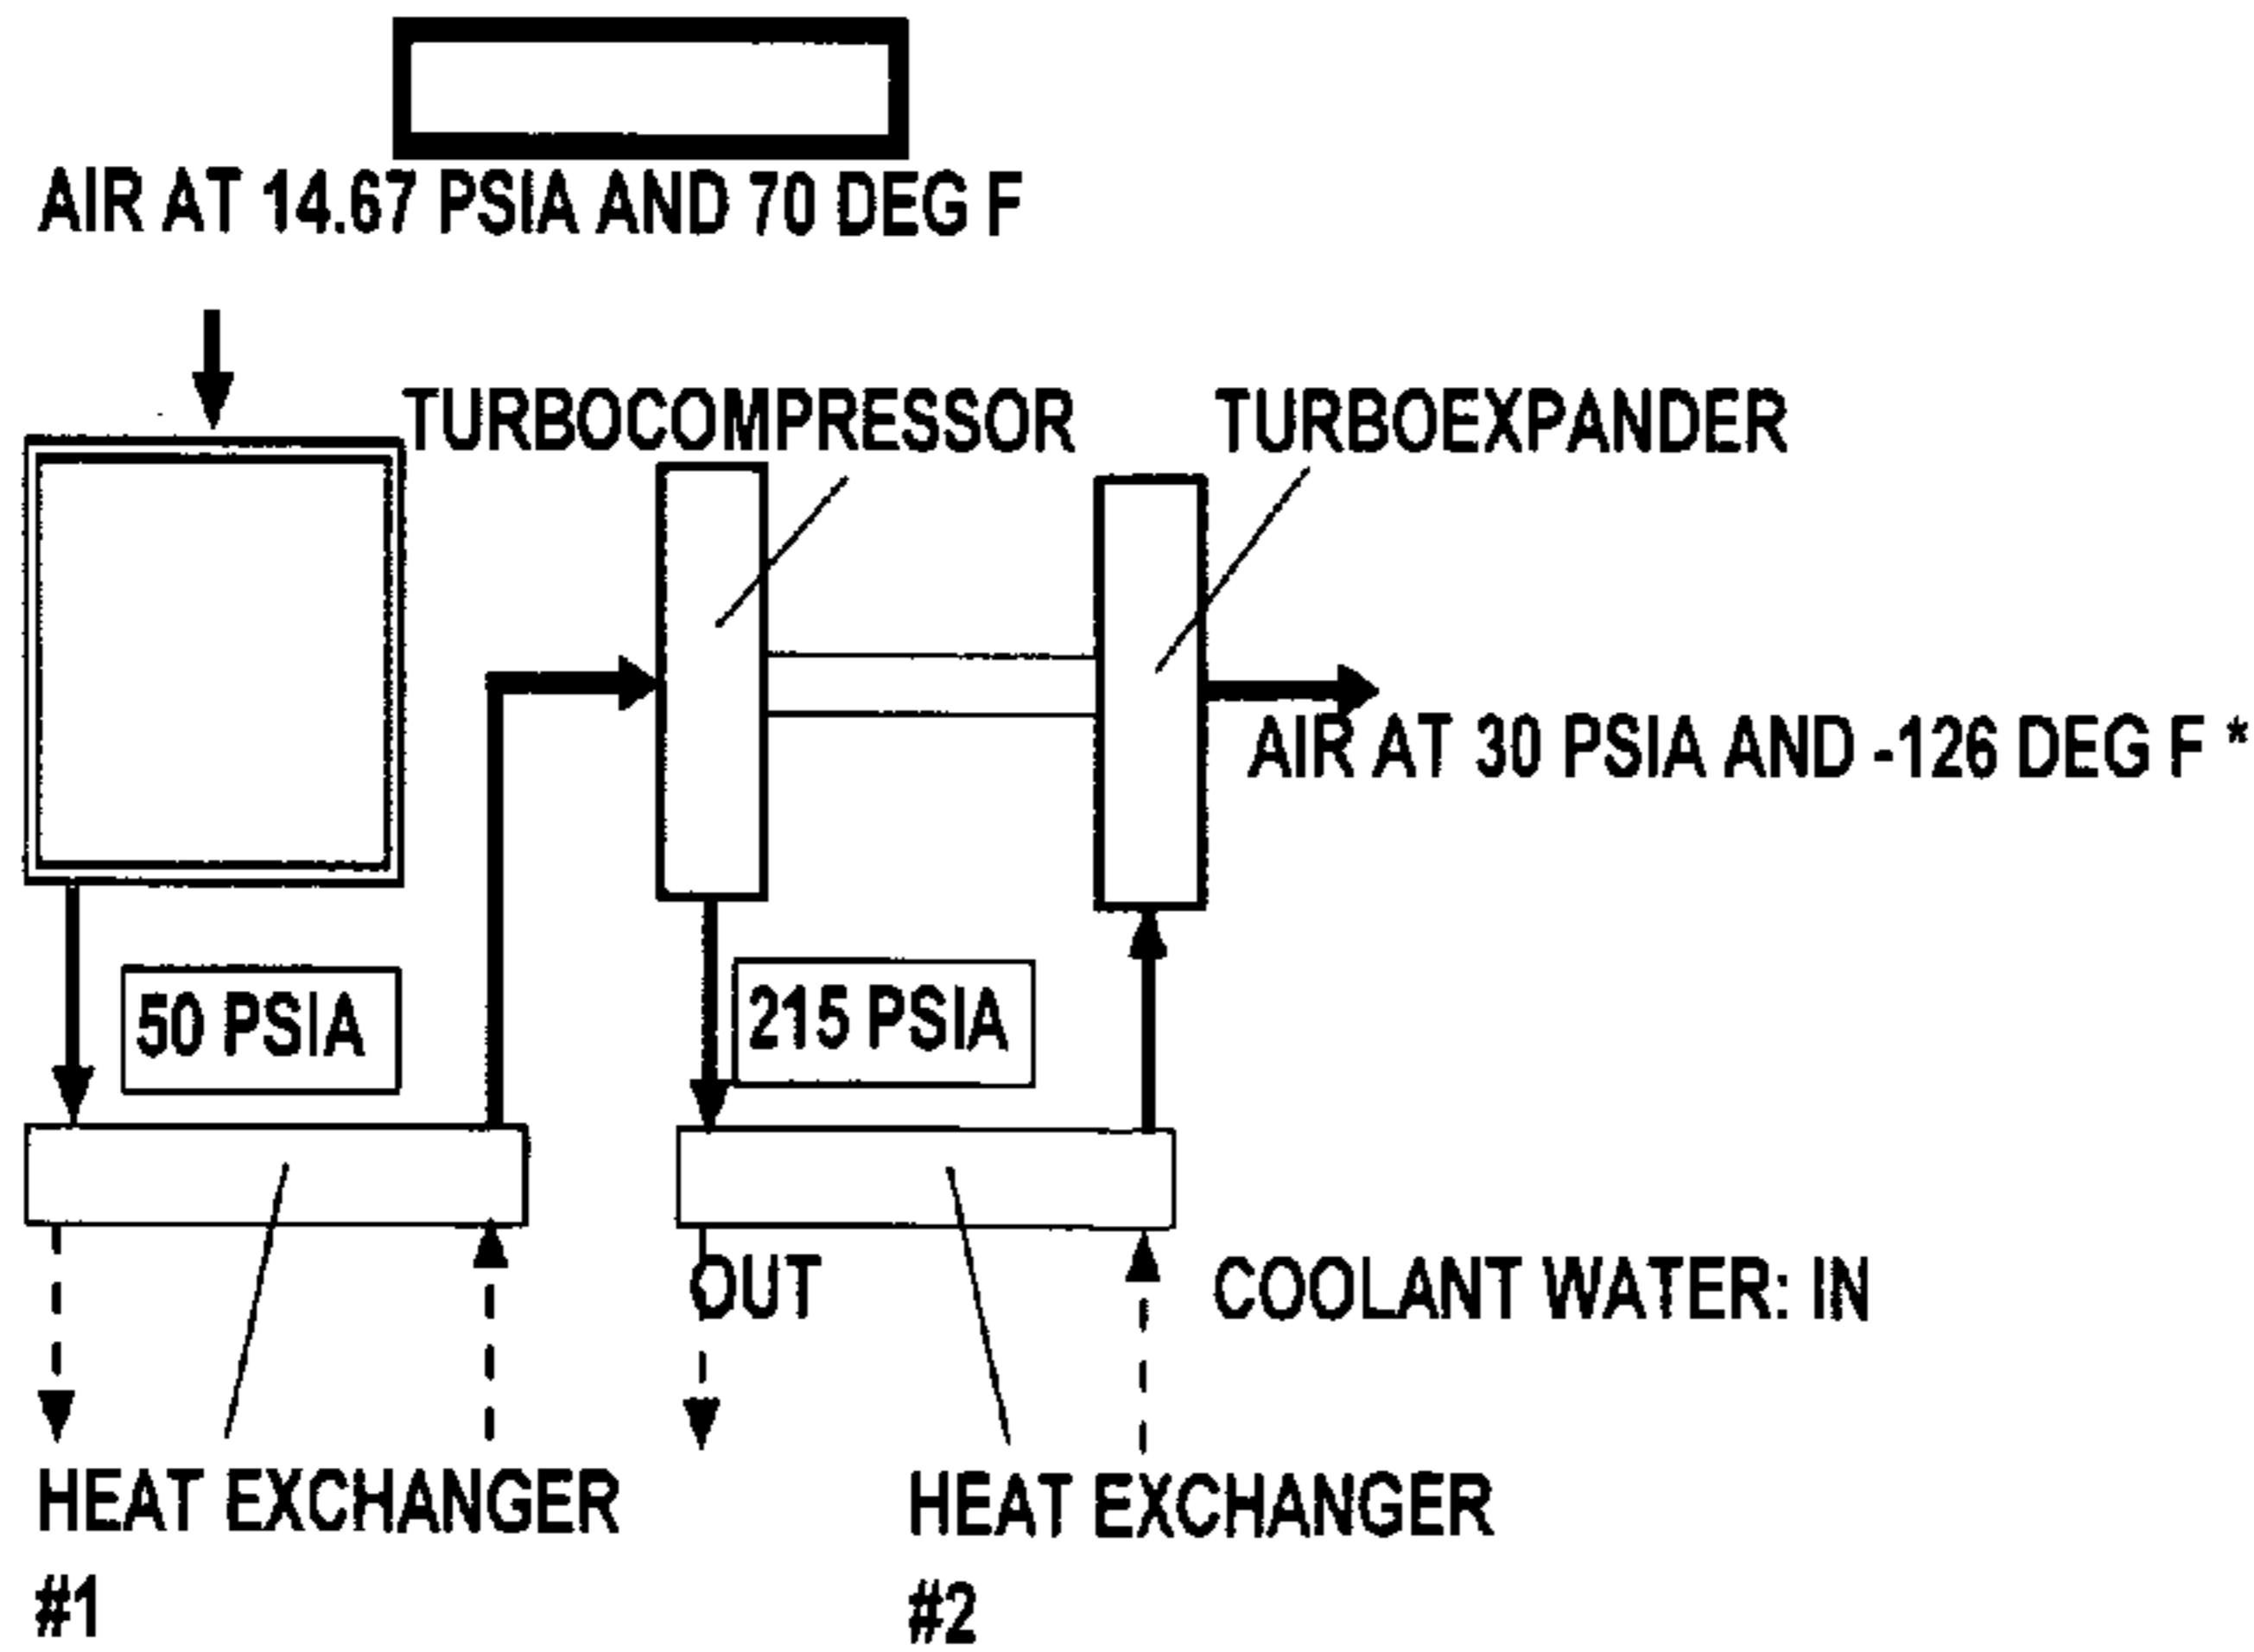 AIR AT 14.67 PSIA AND 70 DEG F
TURBOCOMPRESSOR
TURBOEXPANDER
AIR AT 30 PSIA AND -126 DEG F *
50 PSIA
215 PSIA
OUT
COOLANT WATER: IN
HEAT EXCHANGER
#1
HEAT EXCHANGER
#2